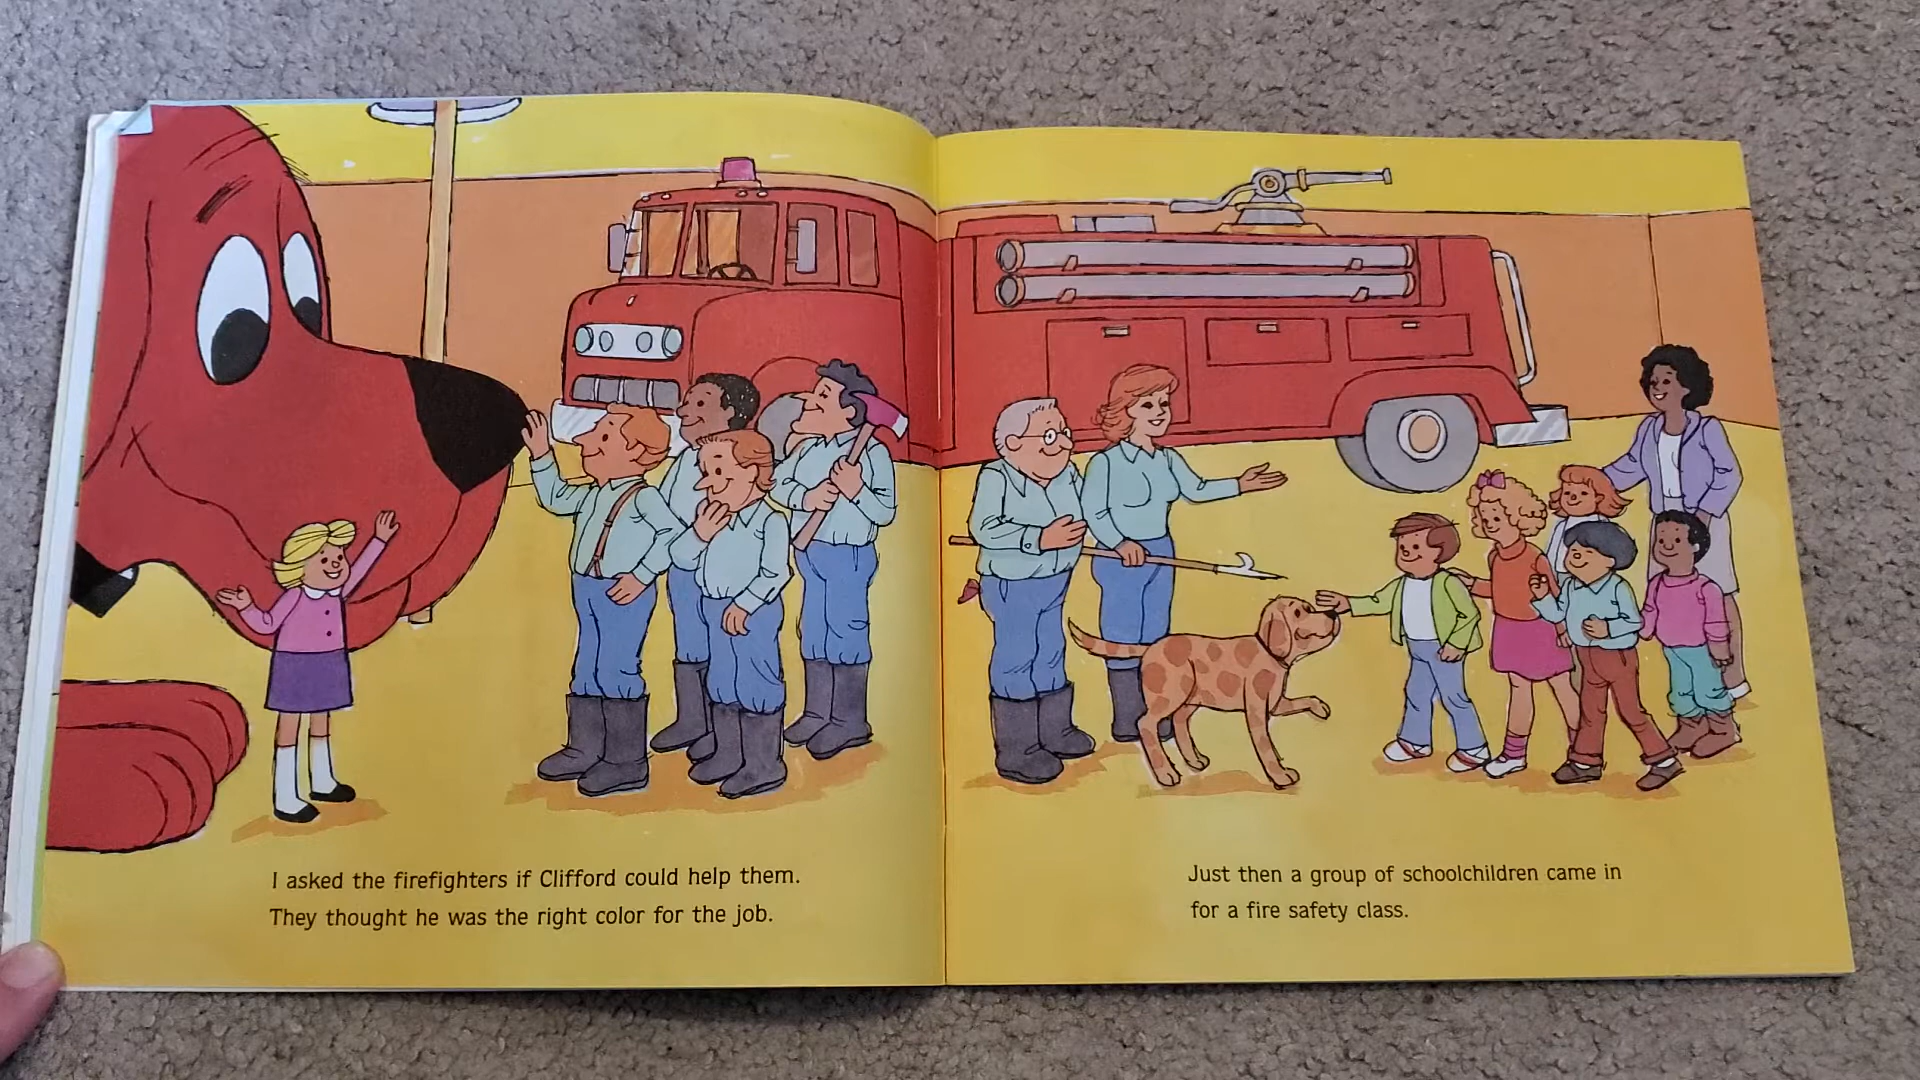 I asked the firefighters if Clifford could help them.
They thought he was the right color for the job.
Just then a group of schoolchildren came in
for a fire safety class.